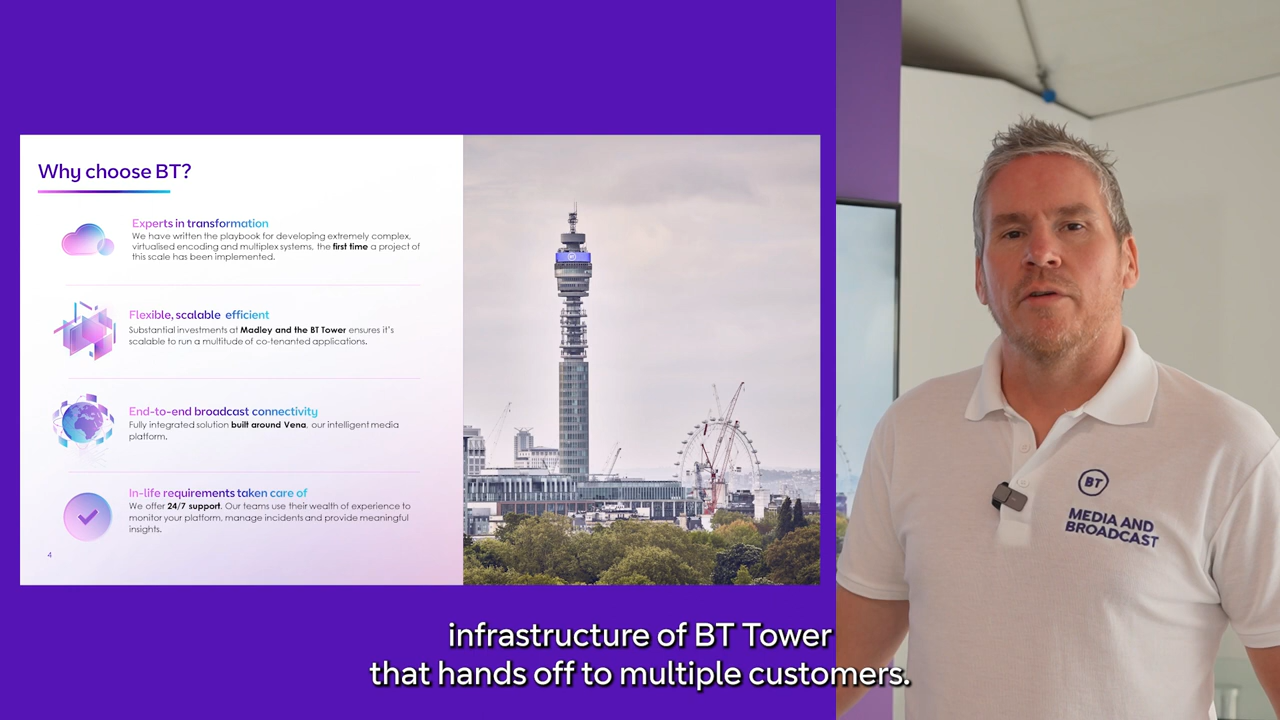 Why choose BT?
Experts in transformation
We have written the playbook for developing extremely complex,
virtualised encoding and multiplex systems, the first time a project of
this scale has been implemented.
Flexible, scalable efficient
Substantial investments at Madley and the BT Tower ensures it's
scalable to run a multitude of co-tenanted applications.
End-to-end broadcast connectivity
Fully integrated solution built around Vena, our intelligent media
platform.
In-life requirements taken care of
We offer 24/7 support. Our teams use their wealth of experience to
monitor your platform, manage incidents and provide meaningful
insights.
4
BT
BT
MEDIA AND
BROADCAST
infrastructure of BT Tower
that hands off to multiple customers.